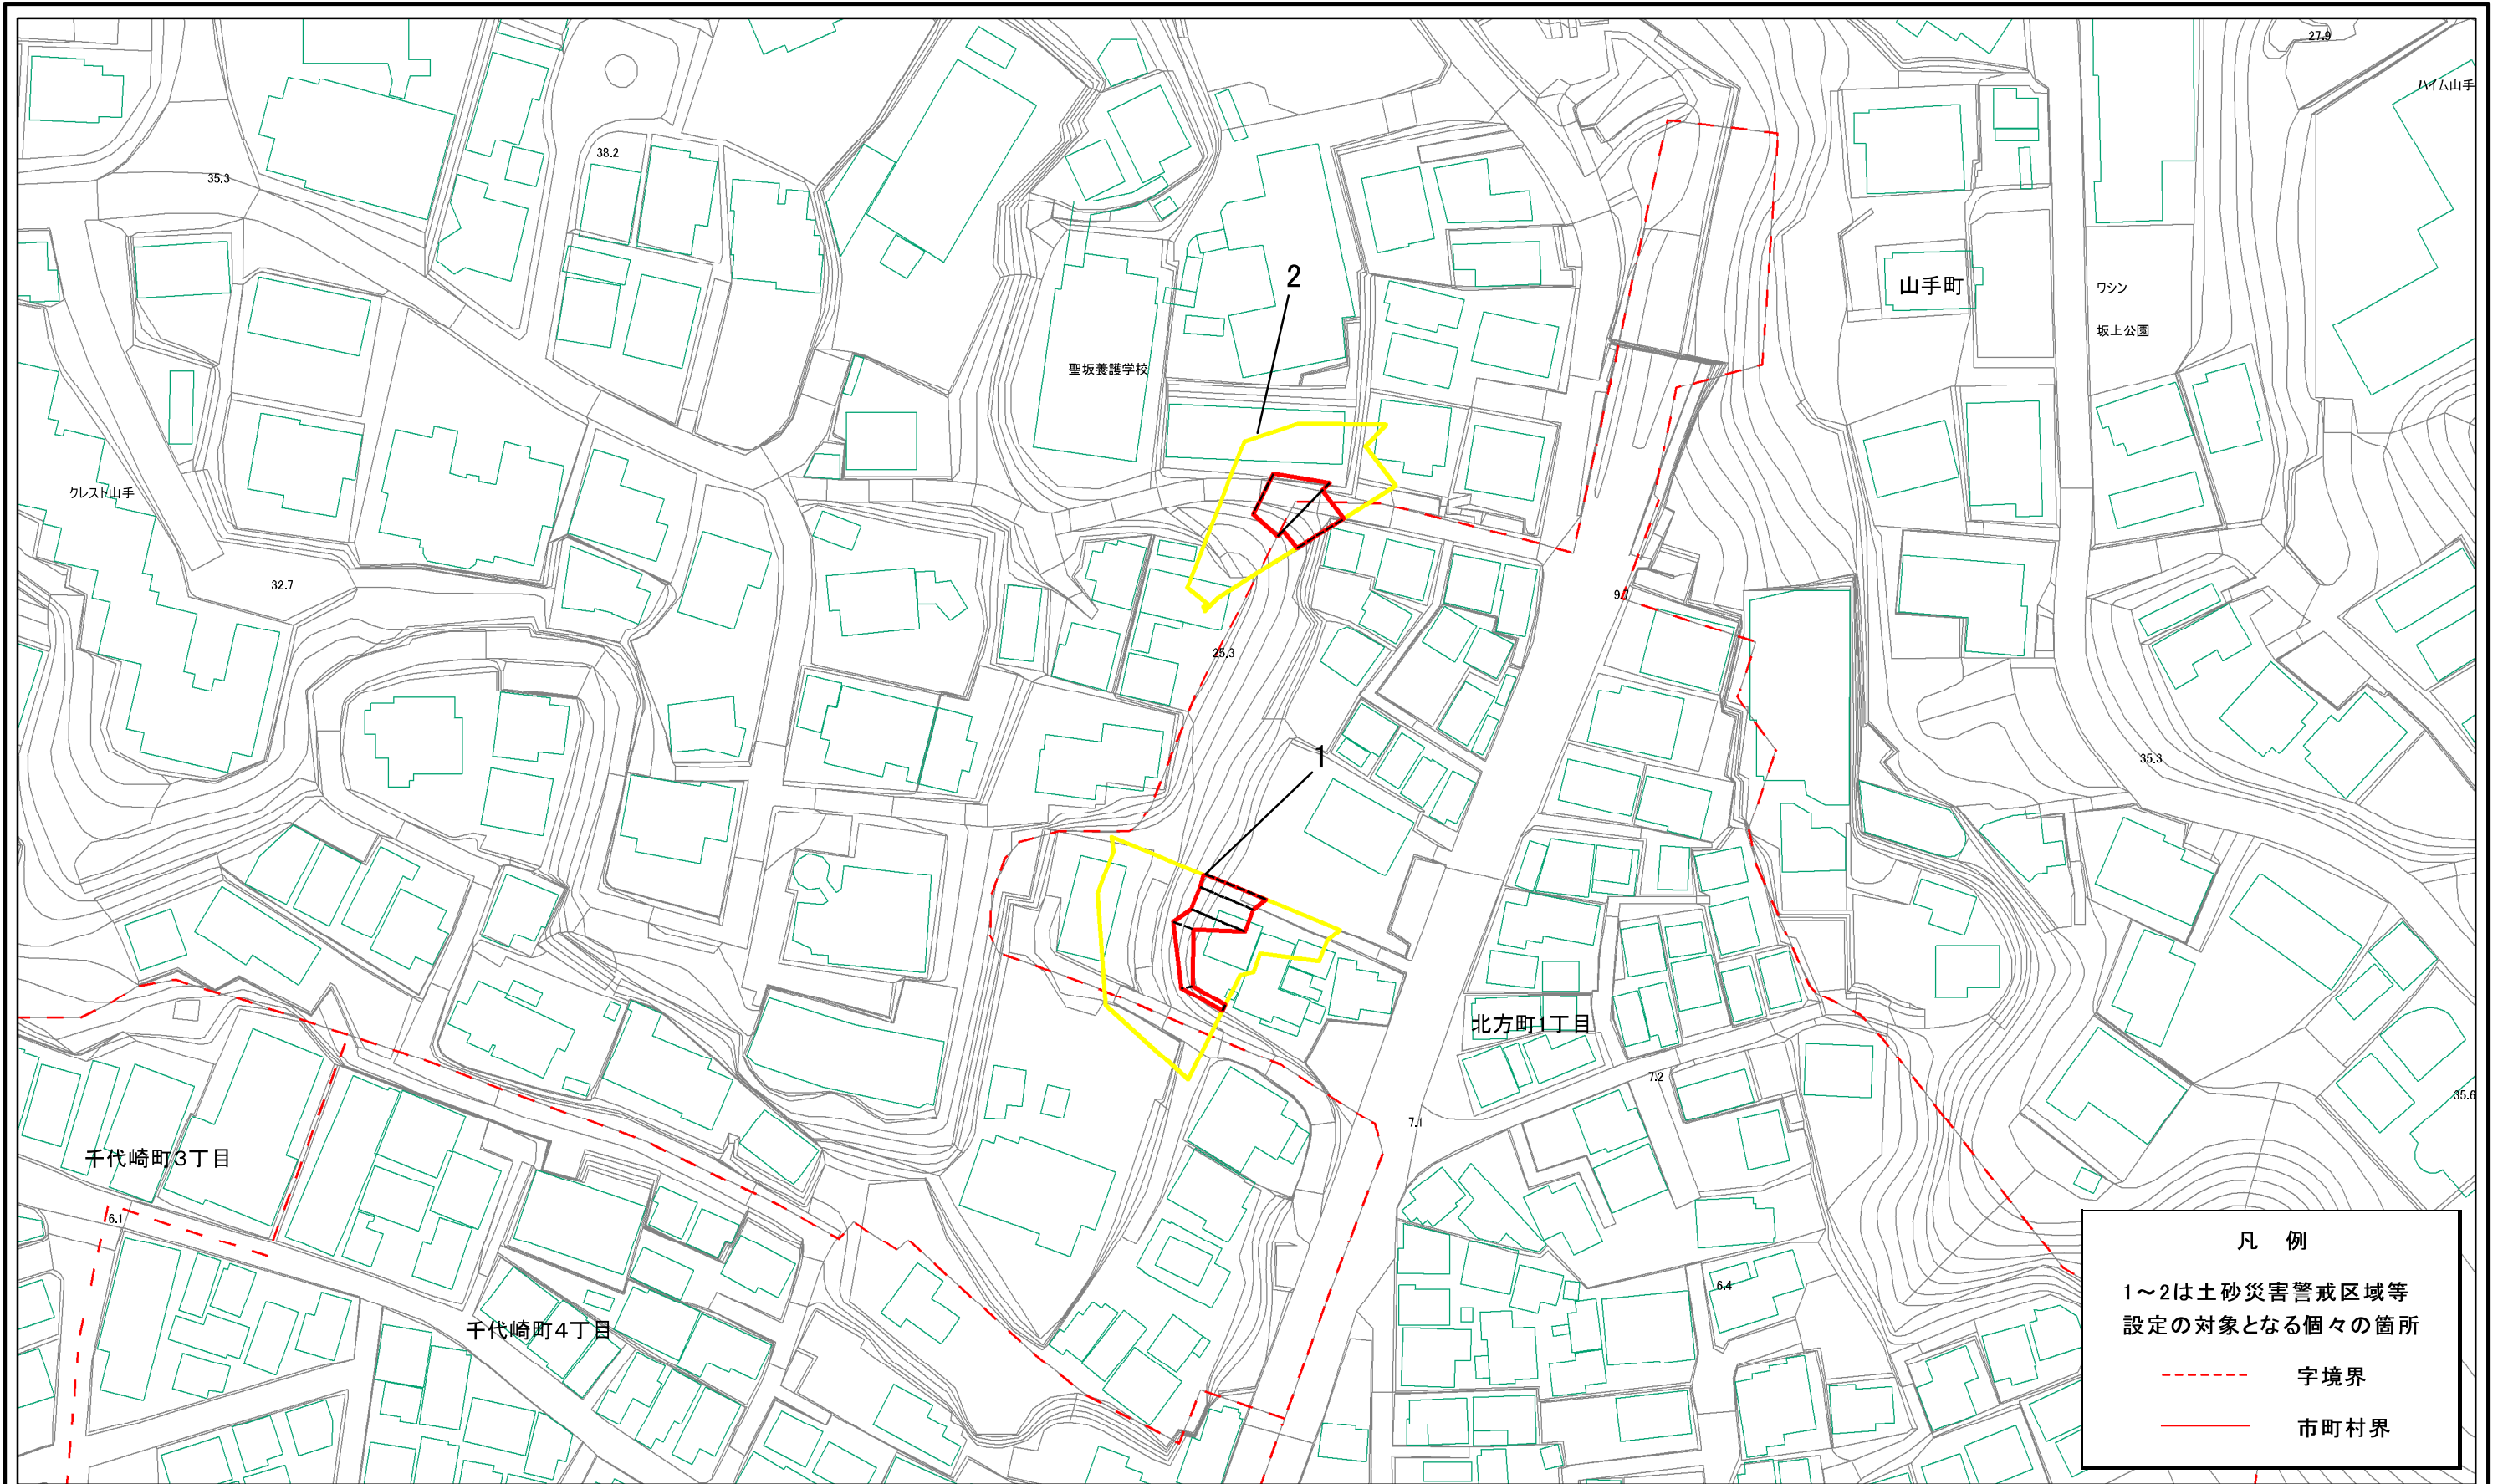 27.9
ハイム山手
38.2
35.3
2
山手町
ワシン
坂上公園
聖坂養護学校
クレスト山手
32.7
9.7
25.3
1
35.3
北方町1丁目
7.2
7.1
35.6
千代崎町3丁目
6.1
6.4
千代崎町4丁目
凡 例
1～2は土砂災害警戒区域等
設定の対象となる個々の箇所
字境界
市町村界